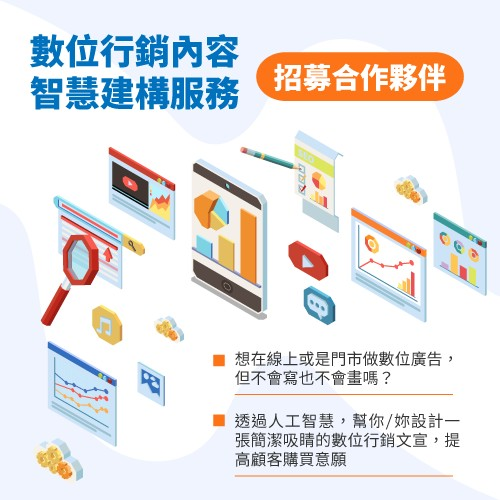 數位行銷內容
智慧建構服務
招募合作夥伴
SEO
想在線上或是門市做數位廣告，
但不會寫也不會畫嗎？
透過人工智慧，幫你/妳設計一
張簡潔吸睛的數位行銷文宣，提
高顧客購買意願